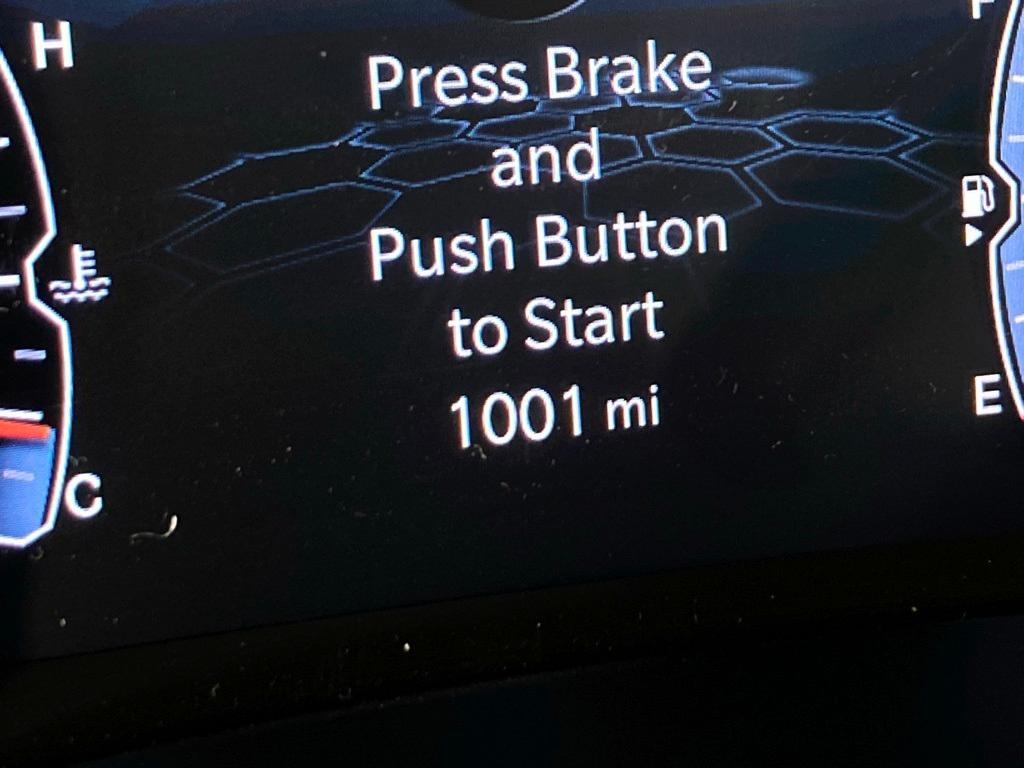 H
F
Press Brake
and
Push Button
to Start
1001 mi
E
C